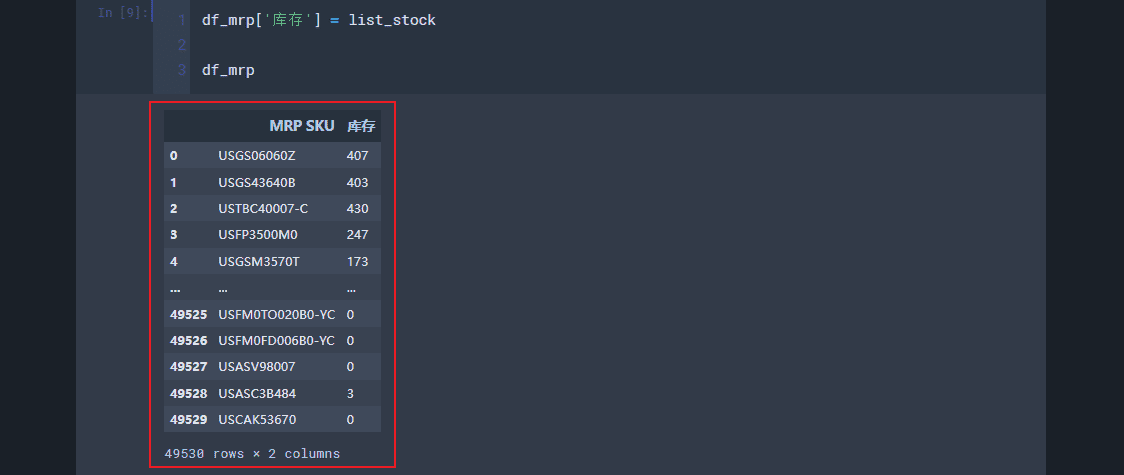 In [9]:
1 df_mrp['库存'] = list_stock
2
3 df_mrp
MRP SKU 库存
0 USGS06060Z 407
1 USGS43640B 403
2 USTBC40007-C 430
3 USFP3500M0 247
4 USGSM3570T 173
... ... ...
49525 USFM0TO020B0-YC 0
49526 USFM0FD006B0-YC 0
49527 USASV98007 0
49528 USASC3B484 3
49529 USCAK53670 0
49530 rows × 2 columns